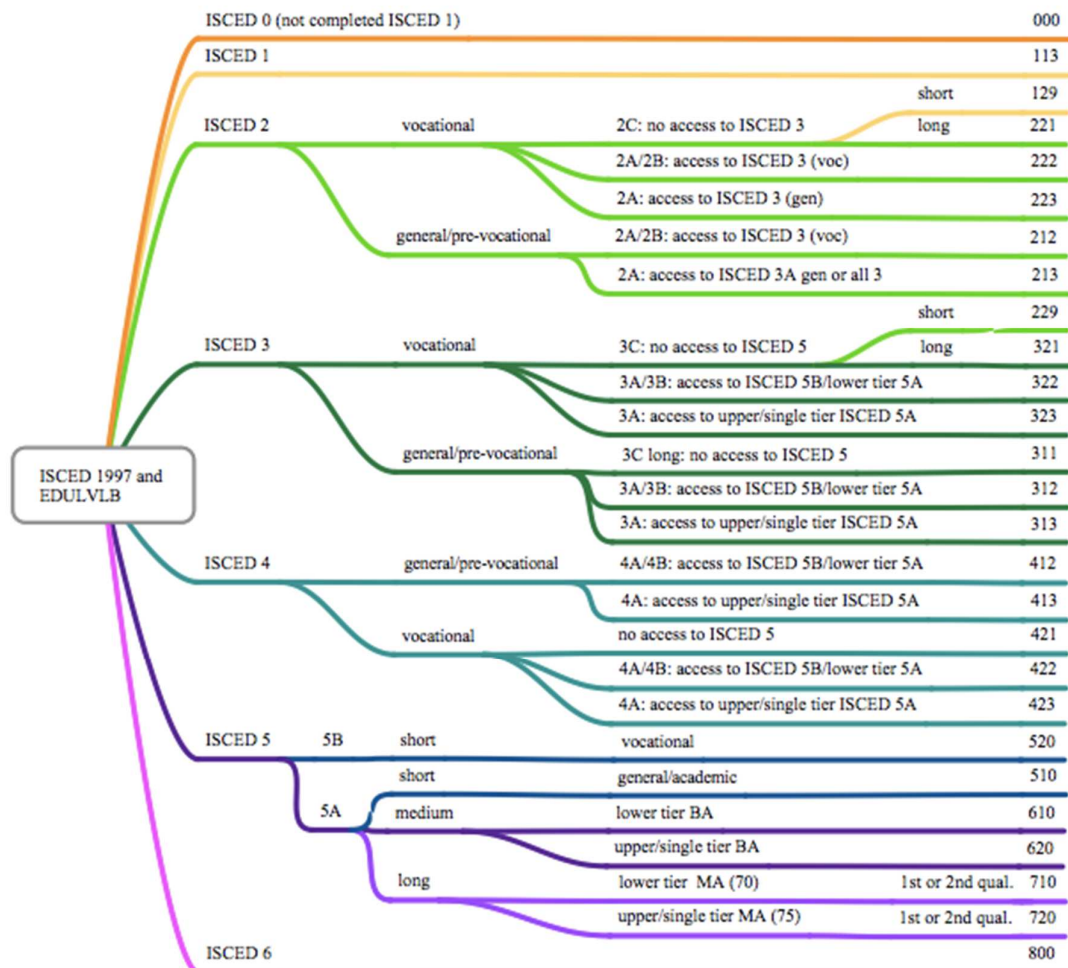 ISCED 0 (not completed ISCED 1) 000
ISCED 1 113
short 129
ISCED 2 vocational 2C: no access to ISCED 3 long 221
2A/2B: access to ISCED 3 (voc) 222
2A: access to ISCED 3 (gen) 223
general/pre-vocational 2A/2B: access to ISCED 3 (voc) 212
2A: access to ISCED 3A gen or all 3 213
short 229
ISCED 3 vocational 3C: no access to ISCED 5 long 321
3A/3B: access to ISCED 5B/lower tier 5A 322
3A: access to upper/single tier ISCED 5A 323
general/pre-vocational 3C long: no access to ISCED 5 311
ISCED 1997 and
EDULVLB
3A/3B: access to ISCED 5B/lower tier 5A 312
3A: access to upper/single tier ISCED 5A 313
ISCED 4 general/pre-vocational 4A/4B: access to ISCED 5B/lower tier 5A 412
4A: access to upper/single tier ISCED 5A 413
vocational no access to ISCED 5 421
4A/4B: access to ISCED 5B/lower tier 5A 422
4A: access to upper/single tier ISCED 5A 423
ISCED 5 5B short vocational 520
short general/academic 510
5A medium lower tier BA 610
upper/single tier BA 620
long lower tier MA (70) 1st or 2nd qual. 710
upper/single tier MA (75) 1st or 2nd qual. 720
ISCED 6 800